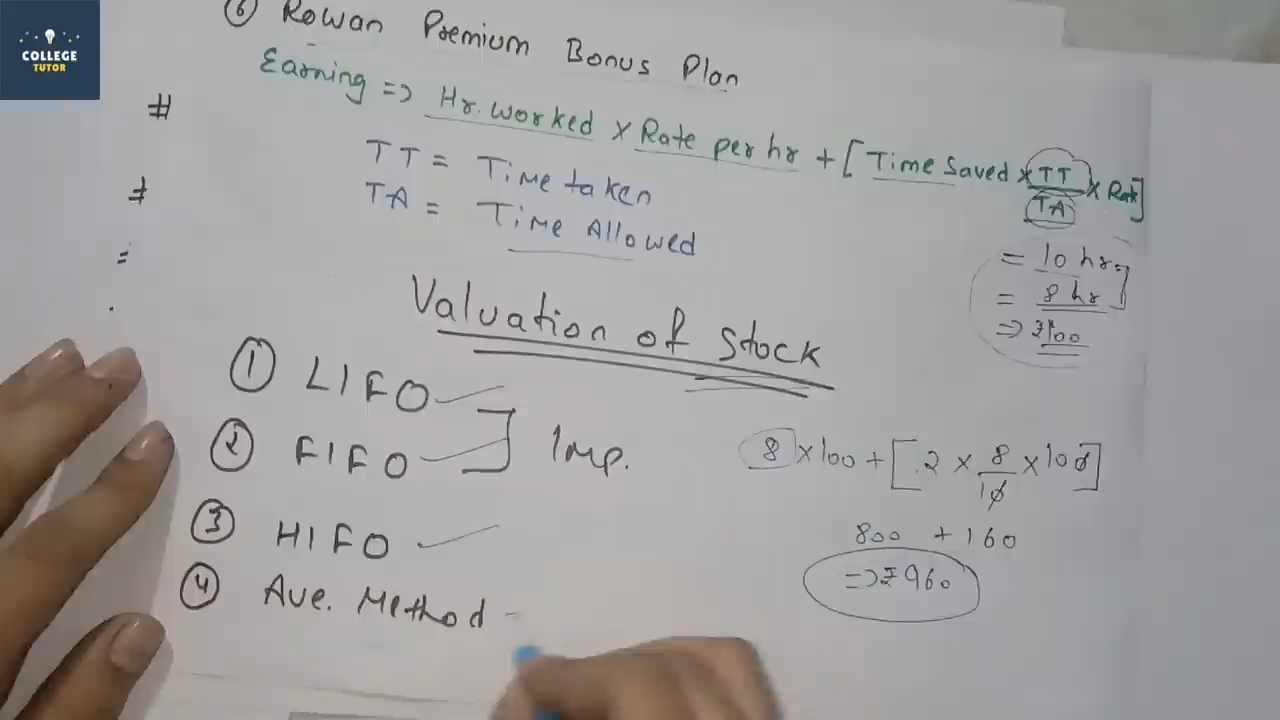 COLLEGE
TUTOR
⑥ Rowan Premium Bonus Plan
Earning => Hr. worked × Rate per hr + [Time Saved × TT/TA × Rate]
TT = Time taken
TA = Time Allowed
= 10 hr
= 8 hr
=> ₹100
Valuation of Stock
① LIFO
② FIFO
Imp.
③ HIFO
④ Ave. Method -
8 × 100 + [2 × 8/10 × 100]
800 + 160
=> ₹960